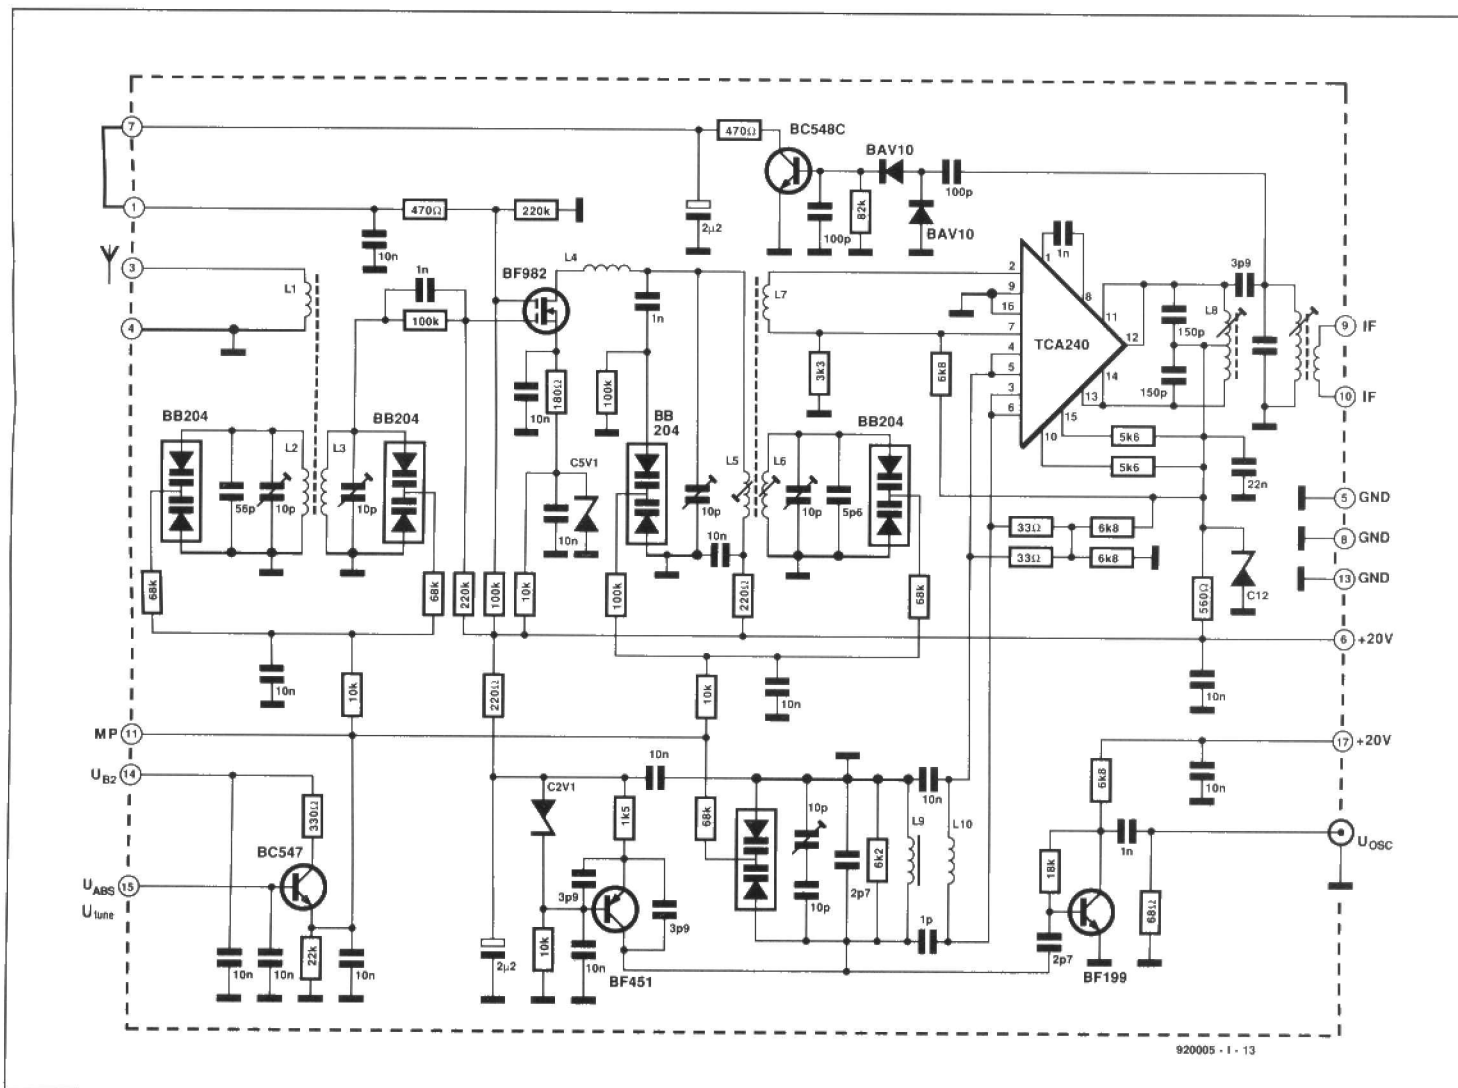 7
470Ω
BC548C
BAV10
100p
82k
100p
BAV10
2µ2
1
470Ω
220k
10n
3
L1
1n
100k
BF982
L4
1n
L7
4
2
9
16
7
4
5
3
6
1
1n
8
11
12
14
13
15
10
TCA240
3p9
150p
150p
L8
9 IF
10 IF
10n
180Ω
100k
3k3
6k8
5k6
5k6
22n
BB204
56p
10p
L2
L3
10p
BB204
C5V1
10n
BB
204
10p
L5
L6
10p
5p6
BB204
10n
33Ω
6k8
33Ω
6k8
5 GND
8 GND
13 GND
68k
68k
220k
100k
10k
100k
220Ω
68k
560Ω
C12
6 +20V
10n
10k
220Ω
10k
10n
10n
MP 11
17 +20V
UB2 14
10n
C2V1
1k5
10n
68k
10p
10p
2p7
6k2
L9
10n
L10
6k8
10n
330Ω
BC547
UABS 15
Utune
3p9
3p9
18k
1n
68Ω
UOSC
10n
10n
22k
10n
2µ2
10k
10n
BF451
1p
2p7
BF199
920005 - I - 13